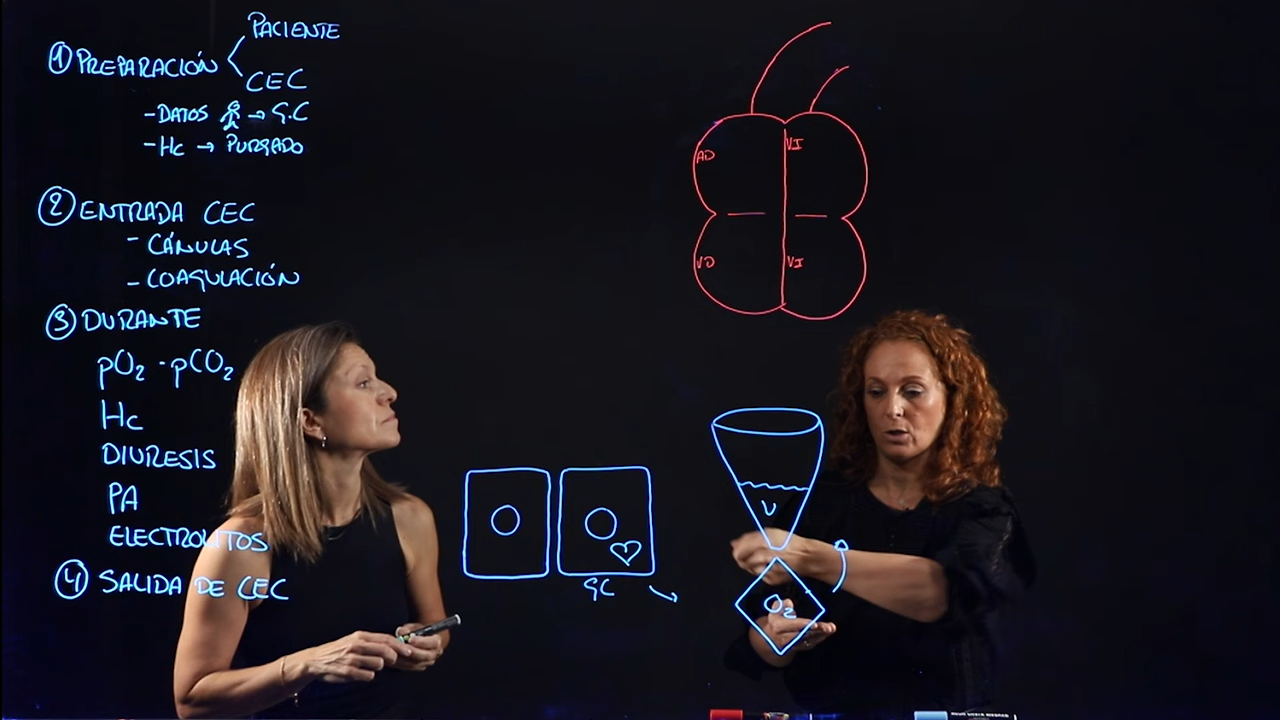 ① PREPARACIÓN
PACIENTE
CEC
- DATOS → G.C
- Hc → PURGADO
② ENTRADA CEC
- CÁNULAS
- COAGULACIÓN
③ DURANTE
pO₂ · pCO₂
Hc
DIURESIS
PA
ELECTROLITOS
④ SALIDA DE CEC
AD
VI
VD
VI
V
O₂
GC